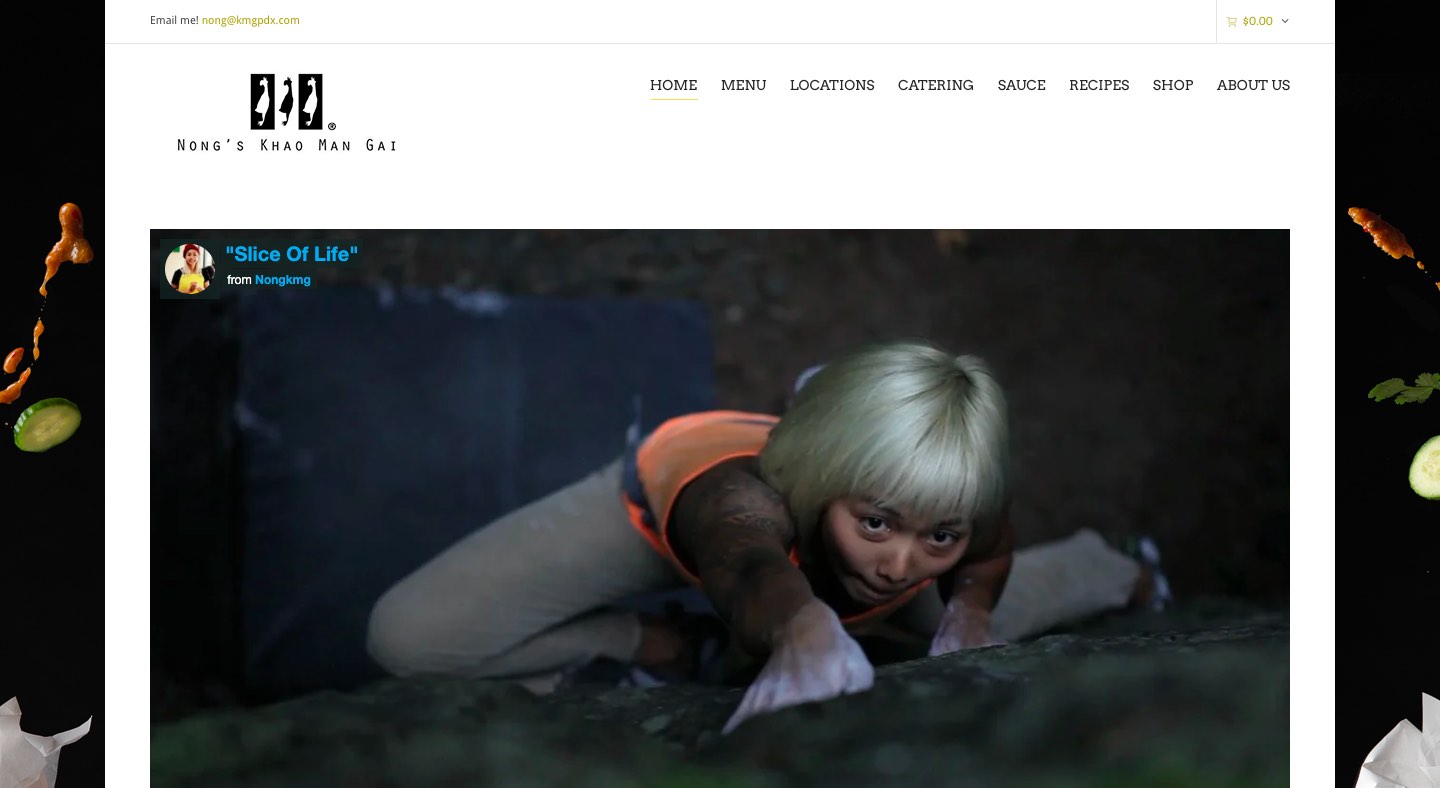 Email me! nong@kmgpdx.com
$0.00
®
Nong's Khao Man Gai
HOME MENU LOCATIONS CATERING SAUCE RECIPES SHOP ABOUT US
"Slice Of Life"
from Nongkmg